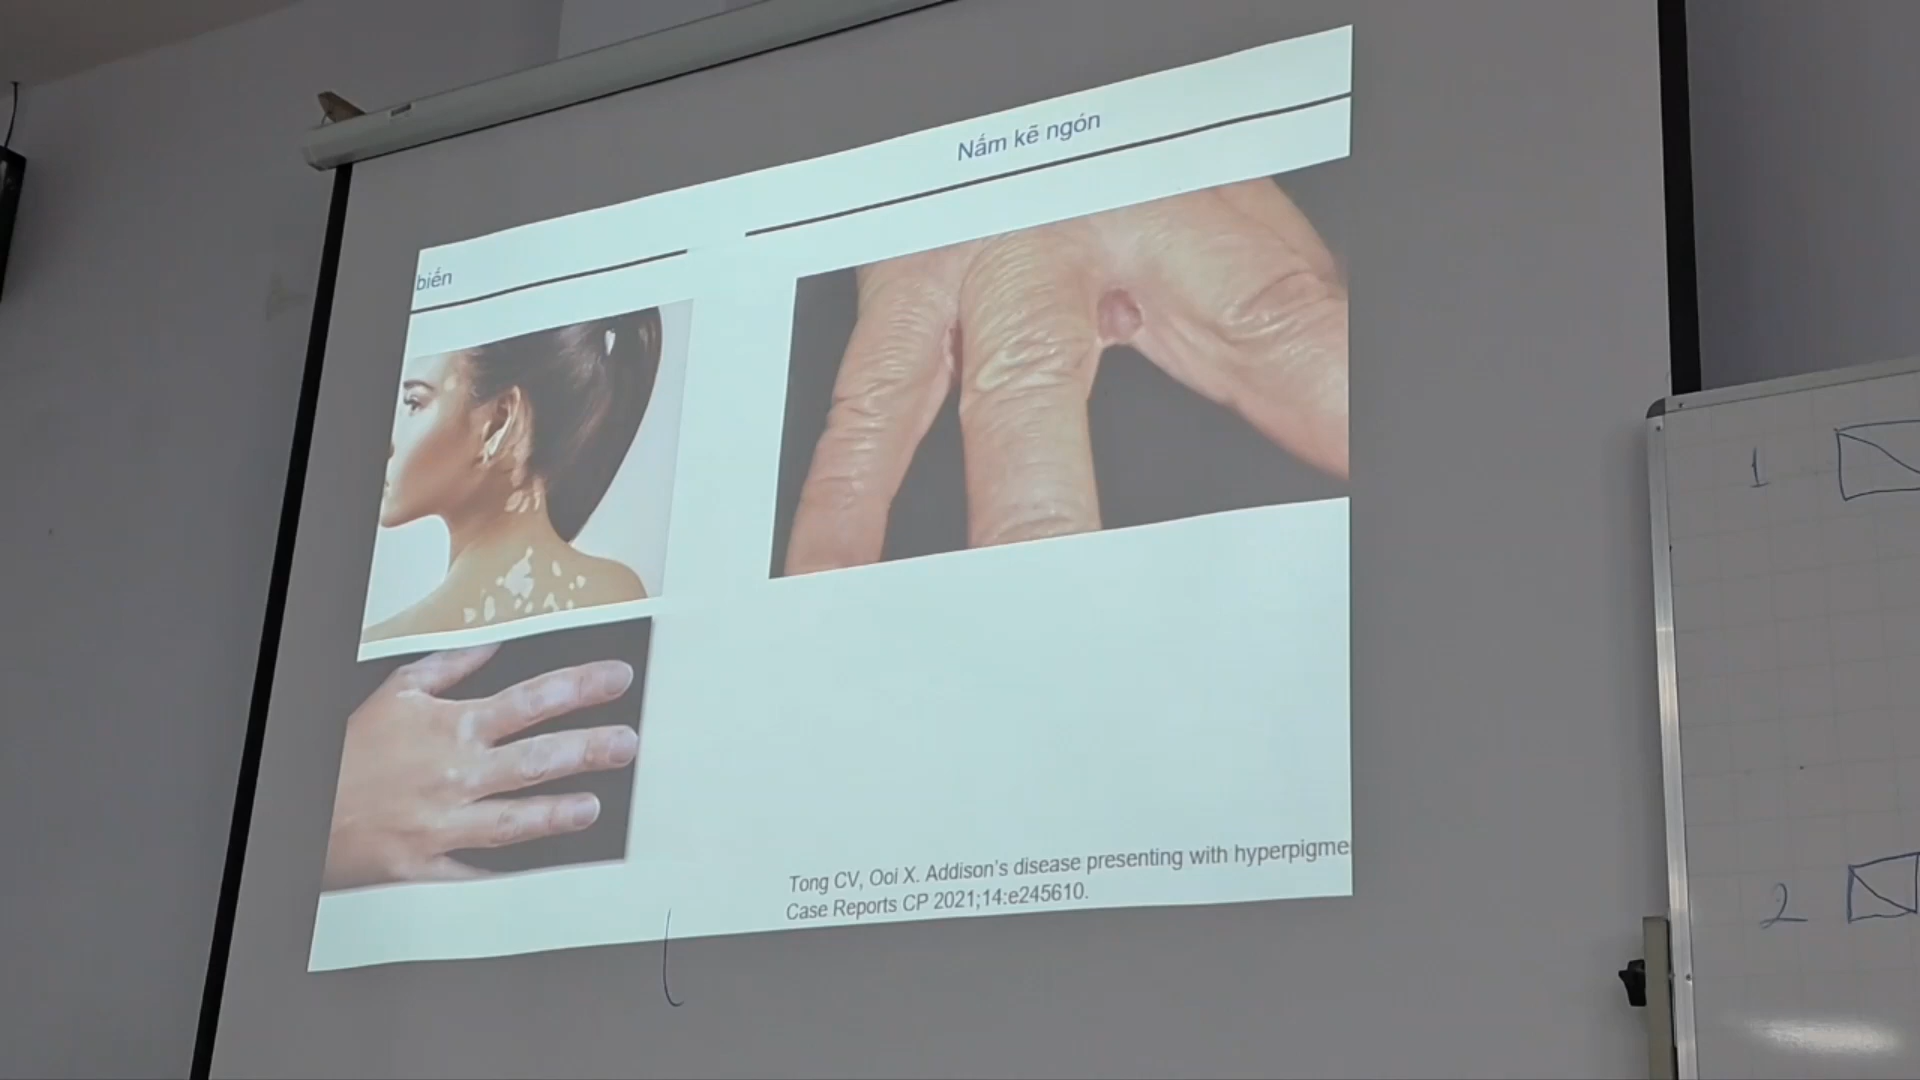 Nấm kẽ ngón
biến
Tong CV, Ooi X. Addison's disease presenting with hyperpigme
Case Reports CP 2021;14:e245610.
1
2